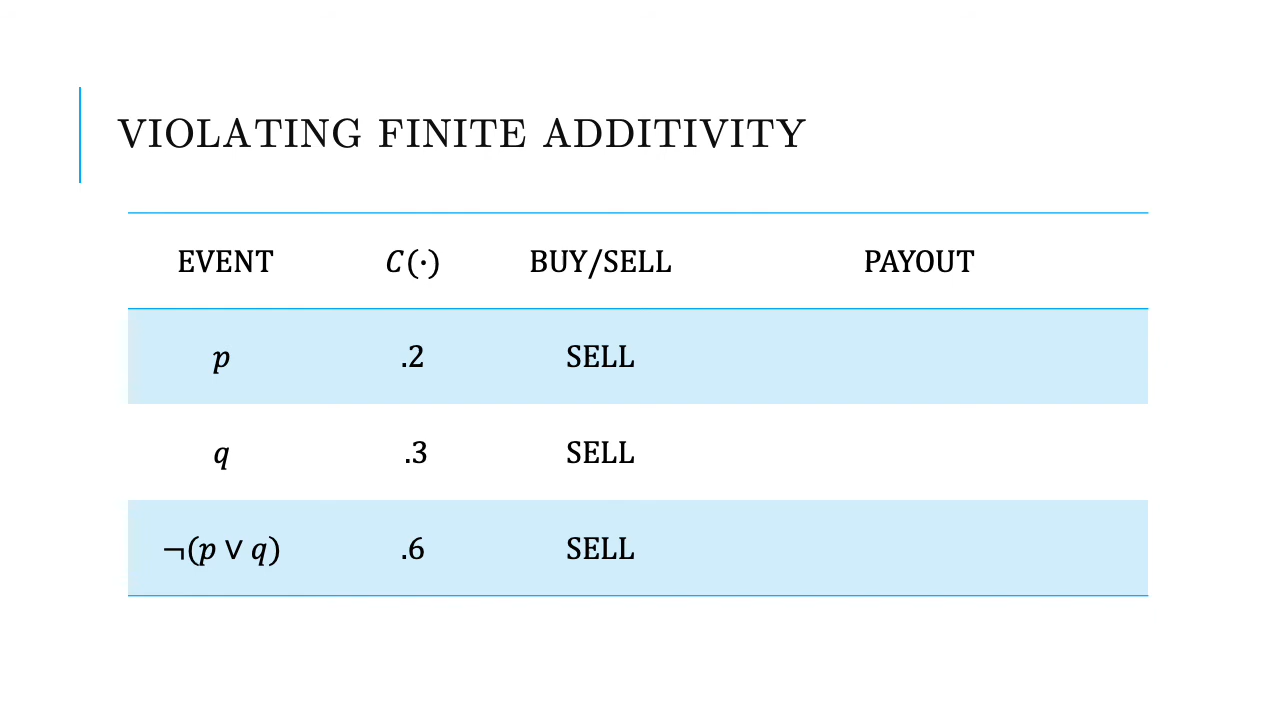 VIOLATING FINITE ADDITIVITY
EVENT C(·) BUY/SELL PAYOUT
p .2 SELL
q .3 SELL
¬(p ∨ q) .6 SELL